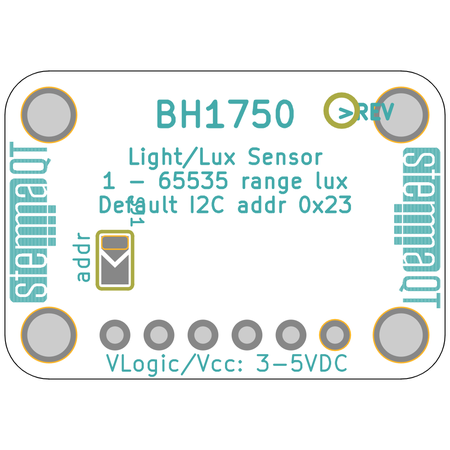 BH1750
>REV
Light/Lux Sensor
1 – 65535 range lux
Default I2C addr 0x23
addr
stemmaQT
stemmaQT
VLogic/Vcc: 3–5VDC